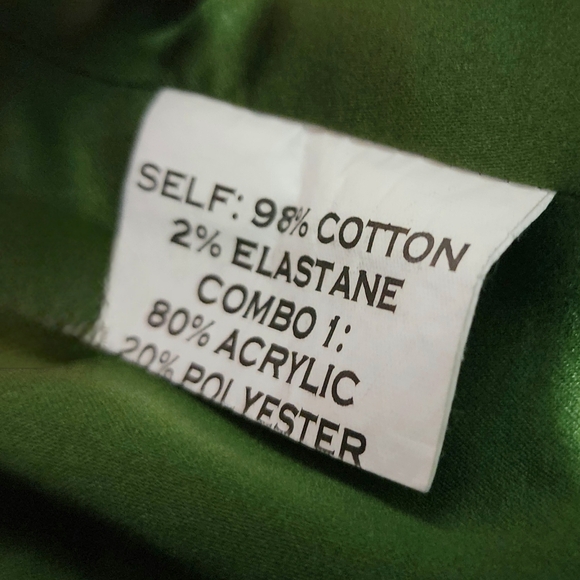 SELF: 98% COTTON
2% ELASTANE
COMBO 1:
80% ACRYLIC
20% POLYESTER